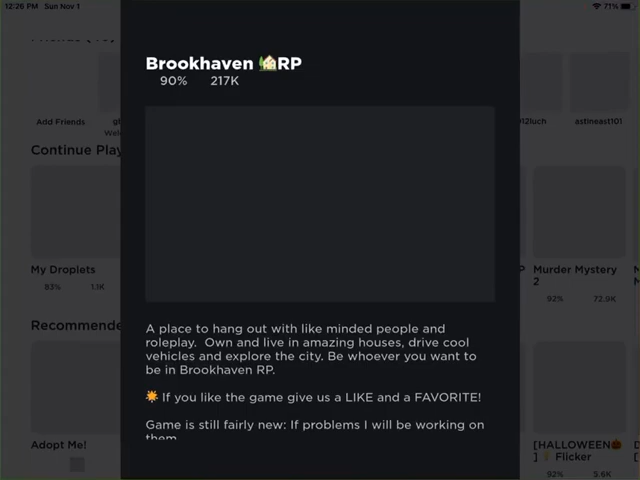 12:26 PM Sun Nov 1
71%
Brookhaven 🏡RP
90% 217K
Add Friends
12luch
astineast101
Continue Play
My Droplets
83% 1.1K
P
Murder Mystery
2
92% 72.9K
Recommende
A place to hang out with like minded people and
roleplay. Own and live in amazing houses, drive cool
vehicles and explore the city. Be whoever you want to
be in Brookhaven RP.
☀️ If you like the game give us a LIKE and a FAVORITE!
Game is still fairly new: If problems I will be working on
them
Adopt Me!
[HALLOWEEN🎃
] Flicker
92% 5.6K